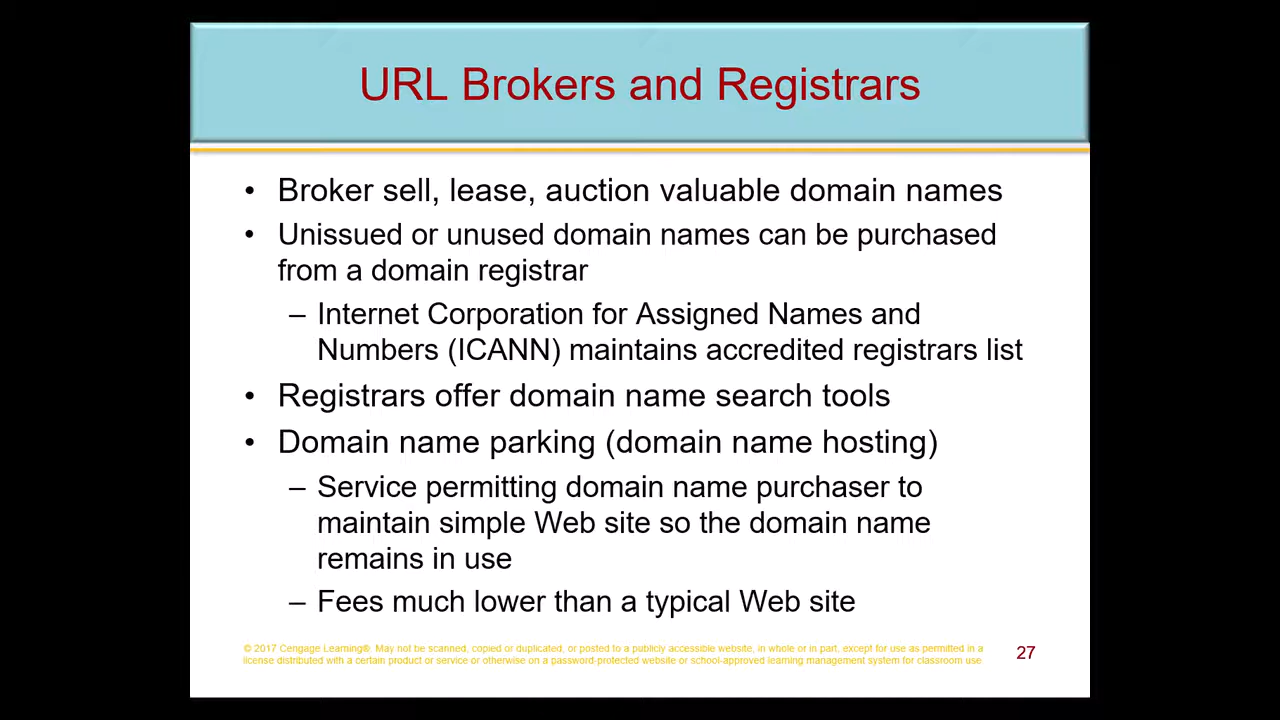 URL Brokers and Registrars
• Broker sell, lease, auction valuable domain names
• Unissued or unused domain names can be purchased
from a domain registrar
– Internet Corporation for Assigned Names and
Numbers (ICANN) maintains accredited registrars list
• Registrars offer domain name search tools
• Domain name parking (domain name hosting)
– Service permitting domain name purchaser to
maintain simple Web site so the domain name
remains in use
– Fees much lower than a typical Web site
© 2017 Cengage Learning®. May not be scanned, copied or duplicated, or posted to a publicly accessible website, in whole or in part, except for use as permitted in a
license distributed with a certain product or service or otherwise on a password-protected website or school-approved learning management system for classroom use
27